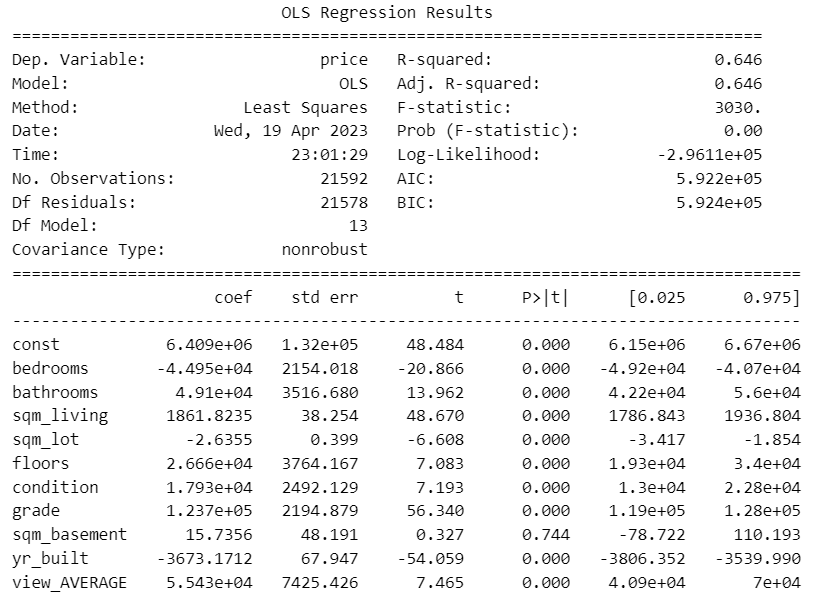 OLS Regression Results
==============================================================================
Dep. Variable: price R-squared: 0.646
Model: OLS Adj. R-squared: 0.646
Method: Least Squares F-statistic: 3030.
Date: Wed, 19 Apr 2023 Prob (F-statistic): 0.00
Time: 23:01:29 Log-Likelihood: -2.9611e+05
No. Observations: 21592 AIC: 5.922e+05
Df Residuals: 21578 BIC: 5.924e+05
Df Model: 13
Covariance Type: nonrobust
==================================================================================
coef std err t P>|t| [0.025 0.975]
----------------------------------------------------------------------------------
const 6.409e+06 1.32e+05 48.484 0.000 6.15e+06 6.67e+06
bedrooms -4.495e+04 2154.018 -20.866 0.000 -4.92e+04 -4.07e+04
bathrooms 4.91e+04 3516.680 13.962 0.000 4.22e+04 5.6e+04
sqm_living 1861.8235 38.254 48.670 0.000 1786.843 1936.804
sqm_lot -2.6355 0.399 -6.608 0.000 -3.417 -1.854
floors 2.666e+04 3764.167 7.083 0.000 1.93e+04 3.4e+04
condition 1.793e+04 2492.129 7.193 0.000 1.3e+04 2.28e+04
grade 1.237e+05 2194.879 56.340 0.000 1.19e+05 1.28e+05
sqm_basement 15.7356 48.191 0.327 0.744 -78.722 110.193
yr_built -3673.1712 67.947 -54.059 0.000 -3806.352 -3539.990
view_AVERAGE 5.543e+04 7425.426 7.465 0.000 4.09e+04 7e+04